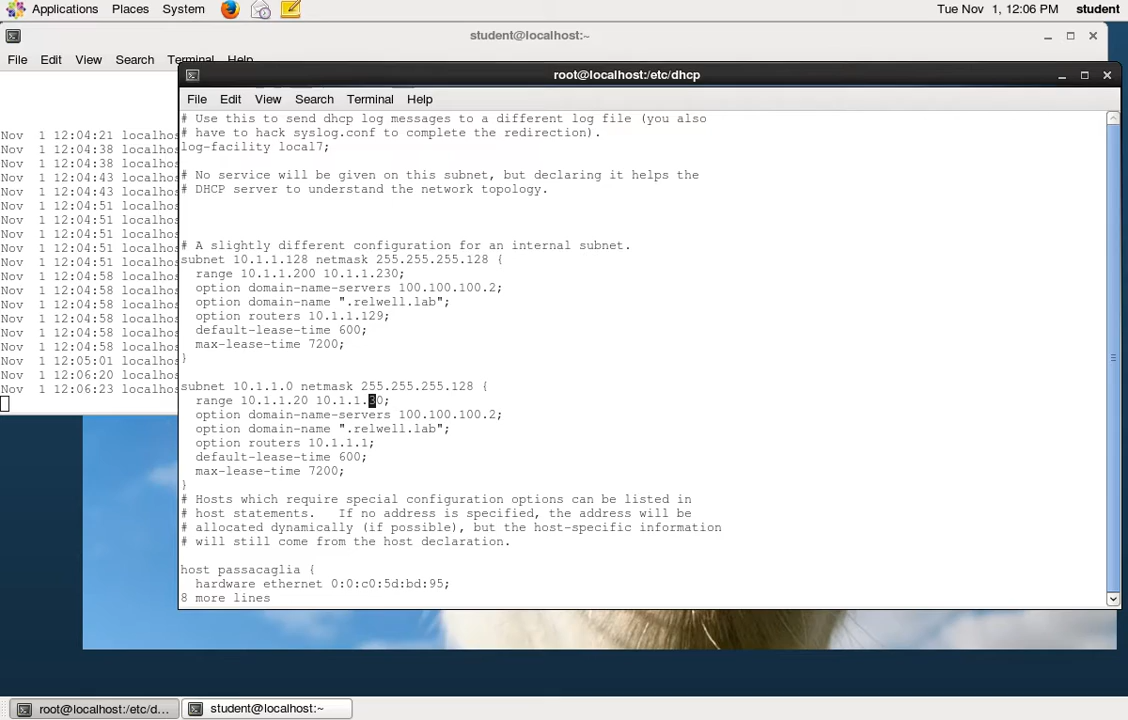 Applications Places System Tue Nov 1, 12:06 PM student
student@localhost:~
File Edit View Search Terminal Help
root@localhost:/etc/dhcp
File Edit View Search Terminal Help
Nov 1 12:04:21 localhos
Nov 1 12:04:38 localhos
Nov 1 12:04:38 localhos
Nov 1 12:04:43 localhos
Nov 1 12:04:43 localhos
Nov 1 12:04:51 localhos
Nov 1 12:04:51 localhos
Nov 1 12:04:51 localhos
Nov 1 12:04:51 localhos
Nov 1 12:04:51 localhos
Nov 1 12:04:58 localhos
Nov 1 12:04:58 localhos
Nov 1 12:04:58 localhos
Nov 1 12:04:58 localhos
Nov 1 12:04:58 localhos
Nov 1 12:04:58 localhos
Nov 1 12:05:01 localhos
Nov 1 12:06:20 localhos
Nov 1 12:06:23 localhos
# Use this to send dhcp log messages to a different log file (you also
# have to hack syslog.conf to complete the redirection).
log-facility local7;
# No service will be given on this subnet, but declaring it helps the
# DHCP server to understand the network topology.
# A slightly different configuration for an internal subnet.
subnet 10.1.1.128 netmask 255.255.255.128 {
range 10.1.1.200 10.1.1.230;
option domain-name-servers 100.100.100.2;
option domain-name ".relwell.lab";
option routers 10.1.1.129;
default-lease-time 600;
max-lease-time 7200;
}
subnet 10.1.1.0 netmask 255.255.255.128 {
range 10.1.1.20 10.1.1.30;
option domain-name-servers 100.100.100.2;
option domain-name ".relwell.lab";
option routers 10.1.1.1;
default-lease-time 600;
max-lease-time 7200;
}
# Hosts which require special configuration options can be listed in
# host statements. If no address is specified, the address will be
# allocated dynamically (if possible), but the host-specific information
# will still come from the host declaration.
host passacaglia {
hardware ethernet 0:0:c0:5d:bd:95;
8 more lines
root@localhost:/etc/d... student@localhost:~